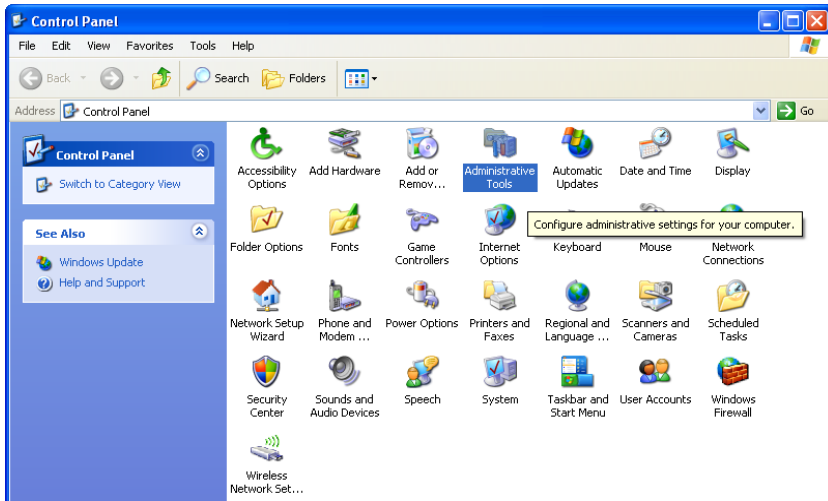 Control Panel
File Edit View Favorites Tools Help
Back Search Folders
Address Control Panel Go
Control Panel
Switch to Category View
See Also
Windows Update
Help and Support
Accessibility Options
Add Hardware
Add or Remov...
Administrative Tools
Automatic Updates
Date and Time
Display
Configure administrative settings for your computer.
Folder Options
Fonts
Game Controllers
Internet Options
Keyboard
Mouse
Network Connections
Network Setup Wizard
Phone and Modem ...
Power Options
Printers and Faxes
Regional and Language ...
Scanners and Cameras
Scheduled Tasks
Security Center
Sounds and Audio Devices
Speech
System
Taskbar and Start Menu
User Accounts
Windows Firewall
Wireless Network Set...